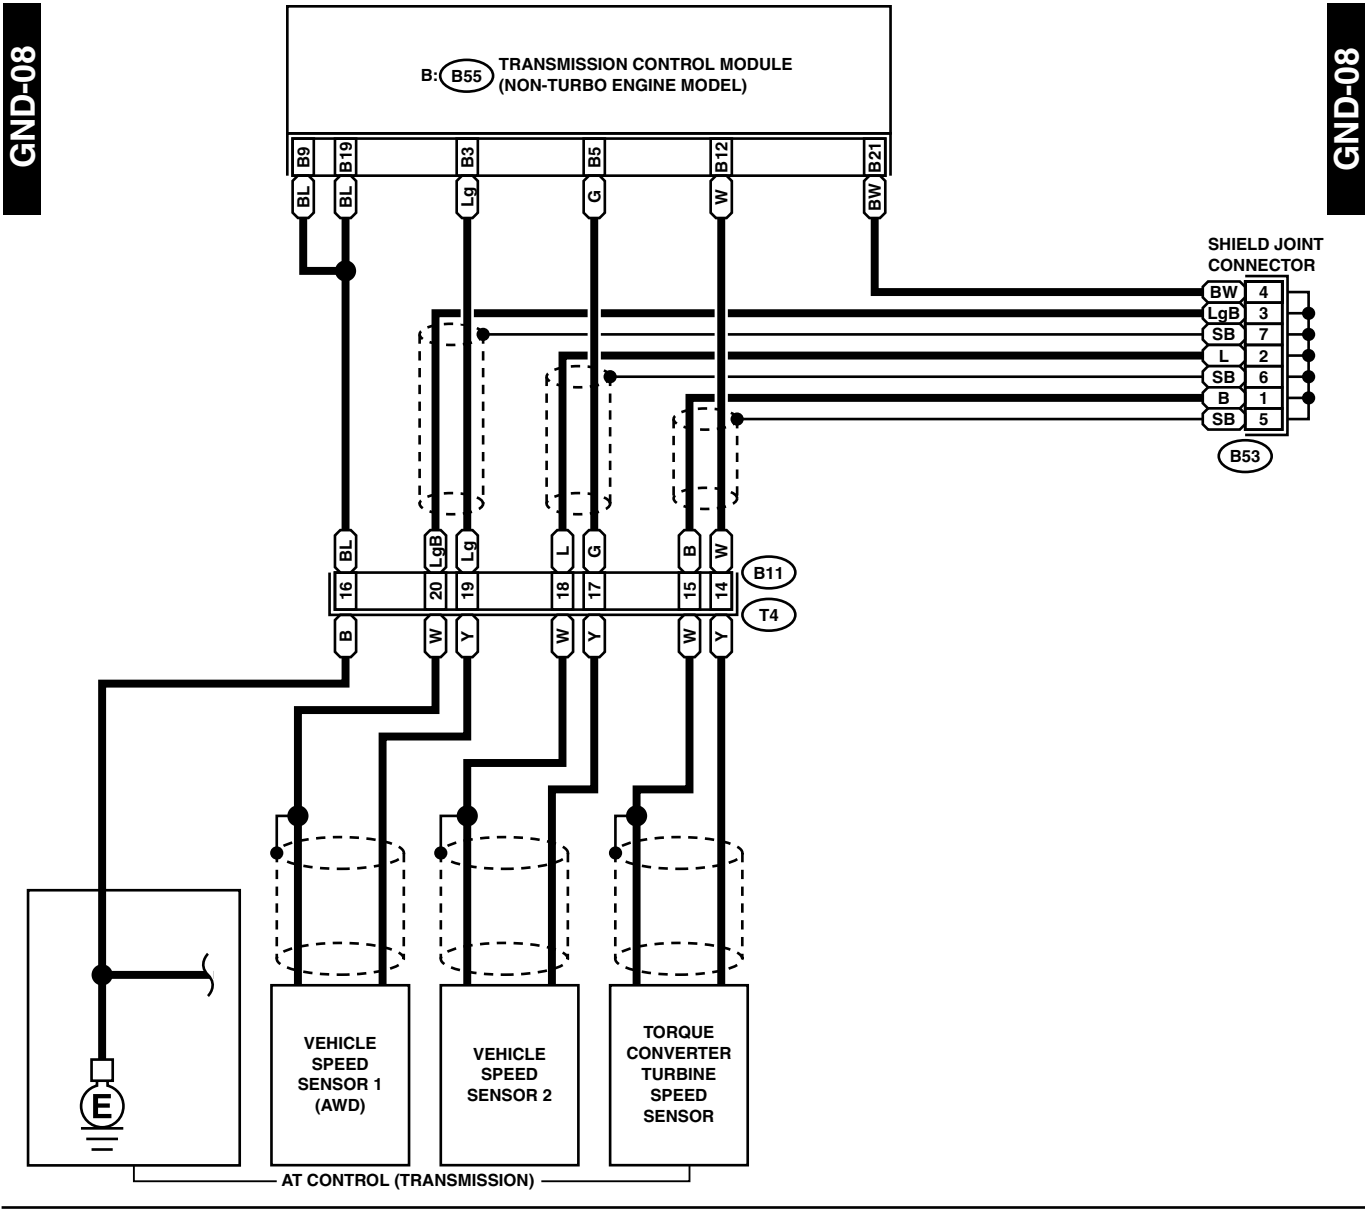 GND-08
GND-08
B: B55 TRANSMISSION CONTROL MODULE
(NON-TURBO ENGINE MODEL)
B9 B19 B3 B5 B12 B21
BL BL Lg G W BW
SHIELD JOINT
CONNECTOR
BW 4
LgB 3
SB 7
L 2
SB 6
B 1
SB 5
B53
BL LgB Lg L G B W
B11
16 20 19 18 17 15 14
T4
B W Y W Y W Y
VEHICLE
SPEED
SENSOR 1
(AWD)
VEHICLE
SPEED
SENSOR 2
TORQUE
CONVERTER
TURBINE
SPEED
SENSOR
E
AT CONTROL (TRANSMISSION)